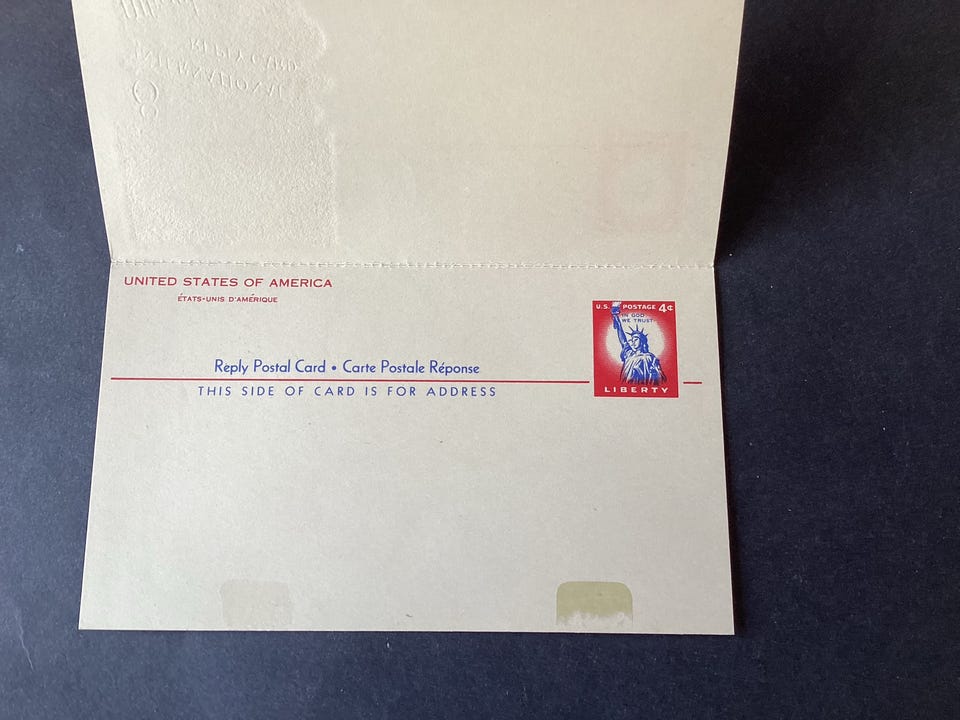 UNITED STATES OF AMERICA
ÉTATS-UNIS D'AMÉRIQUE
U.S. POSTAGE 4¢
IN GOD
WE TRUST
LIBERTY
Reply Postal Card • Carte Postale Réponse
THIS SIDE OF CARD IS FOR ADDRESS